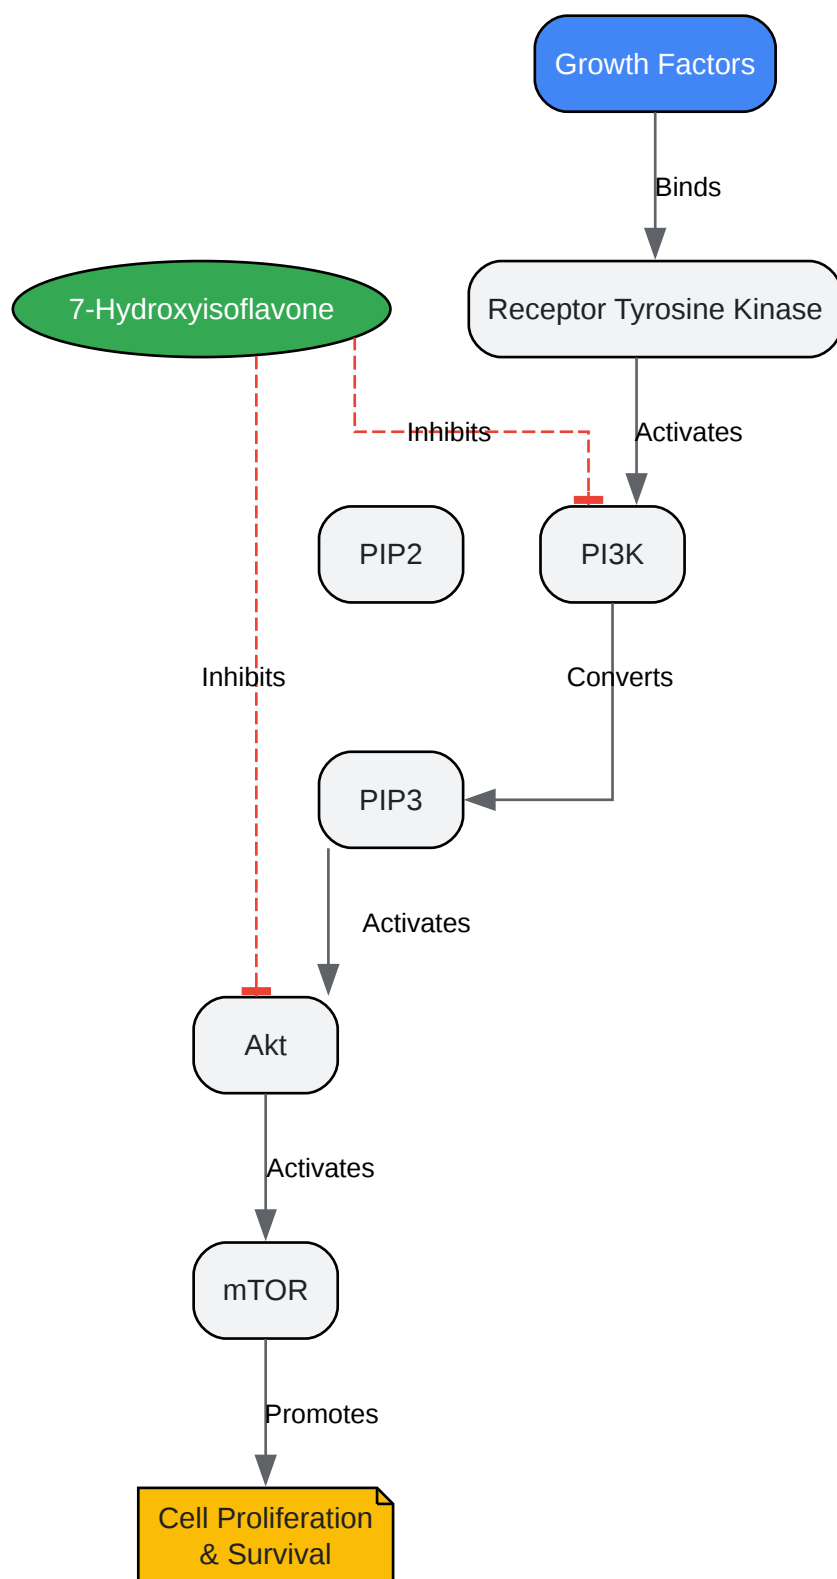 Growth Factors
Binds
7-Hydroxyisoflavone
Receptor Tyrosine Kinase
Inhibits
Activates
PIP2
PI3K
Inhibits
Converts
PIP3
Activates
Akt
Activates
mTOR
Promotes
Cell Proliferation
& Survival